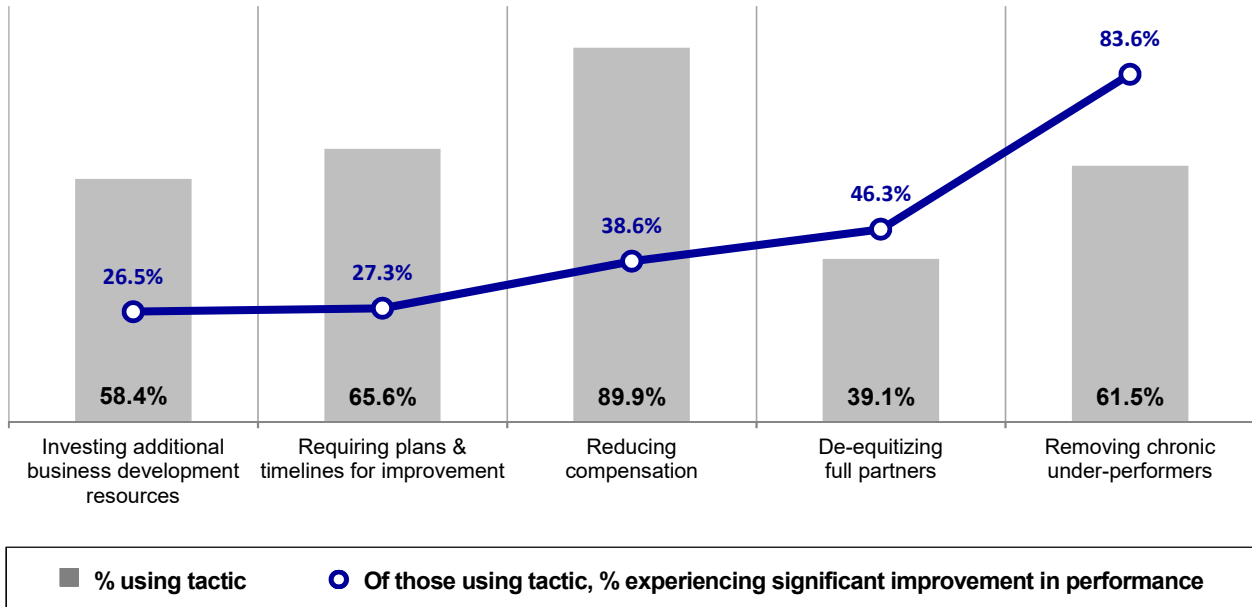 83.6%
46.3%
38.6%
27.3%
26.5%
58.4%
65.6%
89.9%
39.1%
61.5%
Investing additional
business development
resources
Requiring plans &
timelines for improvement
Reducing
compensation
De-equitizing
full partners
Removing chronic
under-performers
% using tactic
Of those using tactic, % experiencing significant improvement in performance